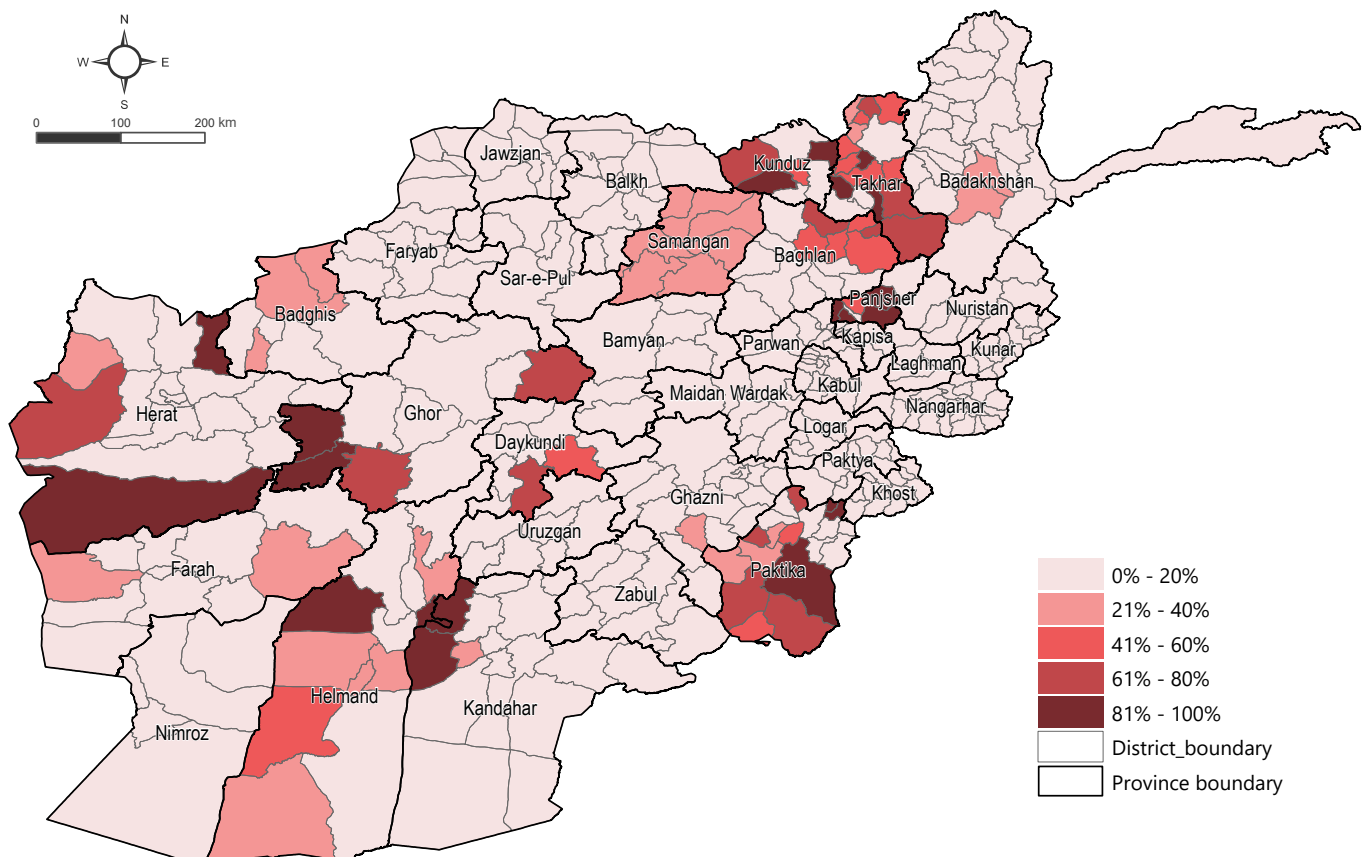 N
W E
S
0 100 200 km
Jawzjan
Balkh
Kunduz
Takhar
Badakhshan
Faryab
Sar-e-Pul
Samangan
Baghlan
Badghis
Panjsher
Nuristan
Bamyan
Parwan
Kapisa
Kunar
Laghman
Herat
Ghor
Maidan Wardak
Kabul
Nangarhar
Daykundi
Logar
Paktya
Ghazni
Khost
Uruzgan
Farah
Zabul
Paktika
Helmand
Kandahar
Nimroz
0% - 20%
21% - 40%
41% - 60%
61% - 80%
81% - 100%
District_boundary
Province boundary